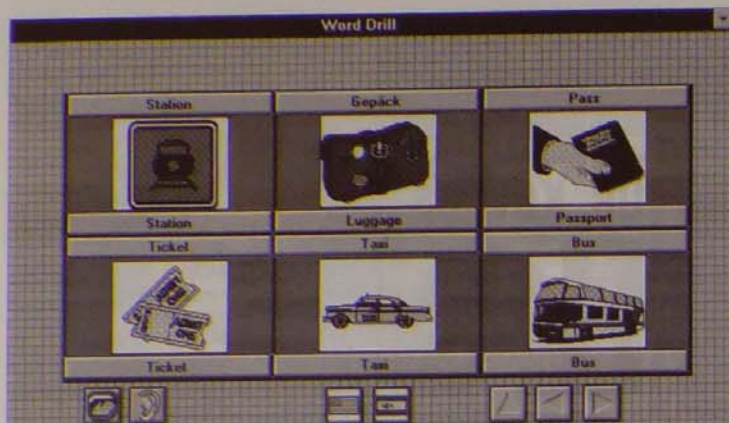 Word Drill
Station Gepäck Pass
Station Luggage Passport
Ticket Taxi Bus
Ticket Taxi Bus